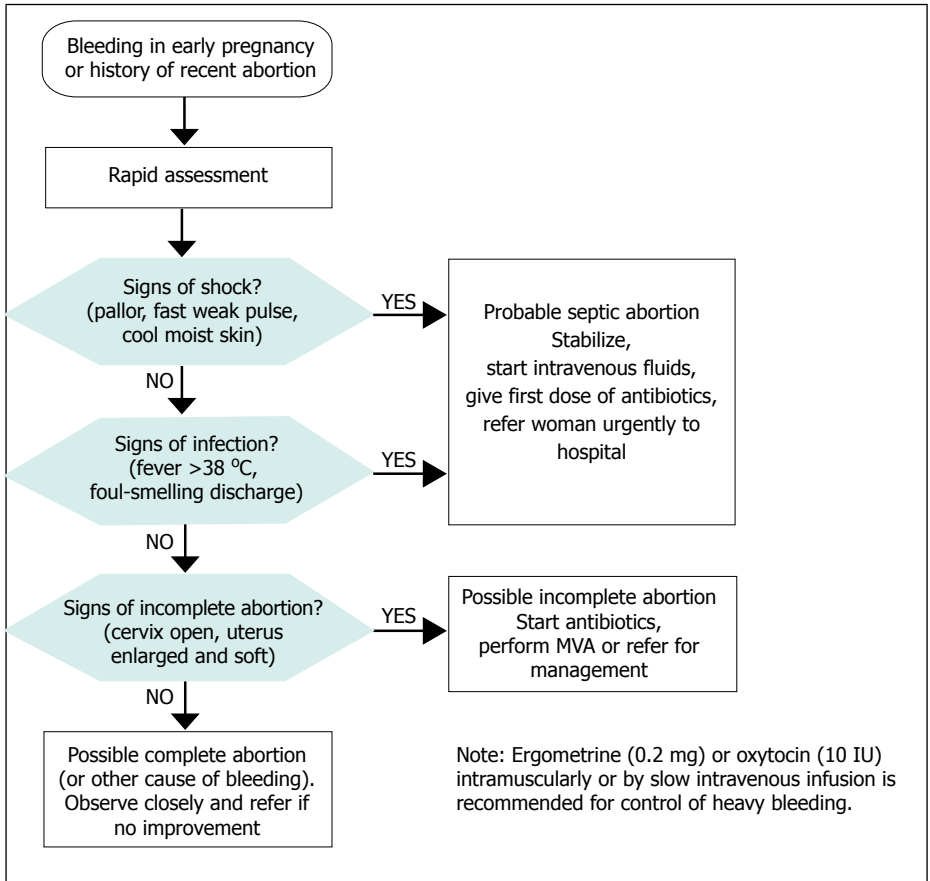 Bleeding in early pregnancy
or history of recent abortion
Rapid assessment
Signs of shock?
(pallor, fast weak pulse,
cool moist skin)
YES
Probable septic abortion
Stabilize,
start intravenous fluids,
give first dose of antibiotics,
refer woman urgently to
hospital
NO
Signs of infection?
(fever >38 °C,
foul-smelling discharge)
YES
NO
Signs of incomplete abortion?
(cervix open, uterus
enlarged and soft)
YES
Possible incomplete abortion
Start antibiotics,
perform MVA or refer for
management
NO
Possible complete abortion
(or other cause of bleeding).
Observe closely and refer if
no improvement
Note: Ergometrine (0.2 mg) or oxytocin (10 IU)
intramuscularly or by slow intravenous infusion is
recommended for control of heavy bleeding.